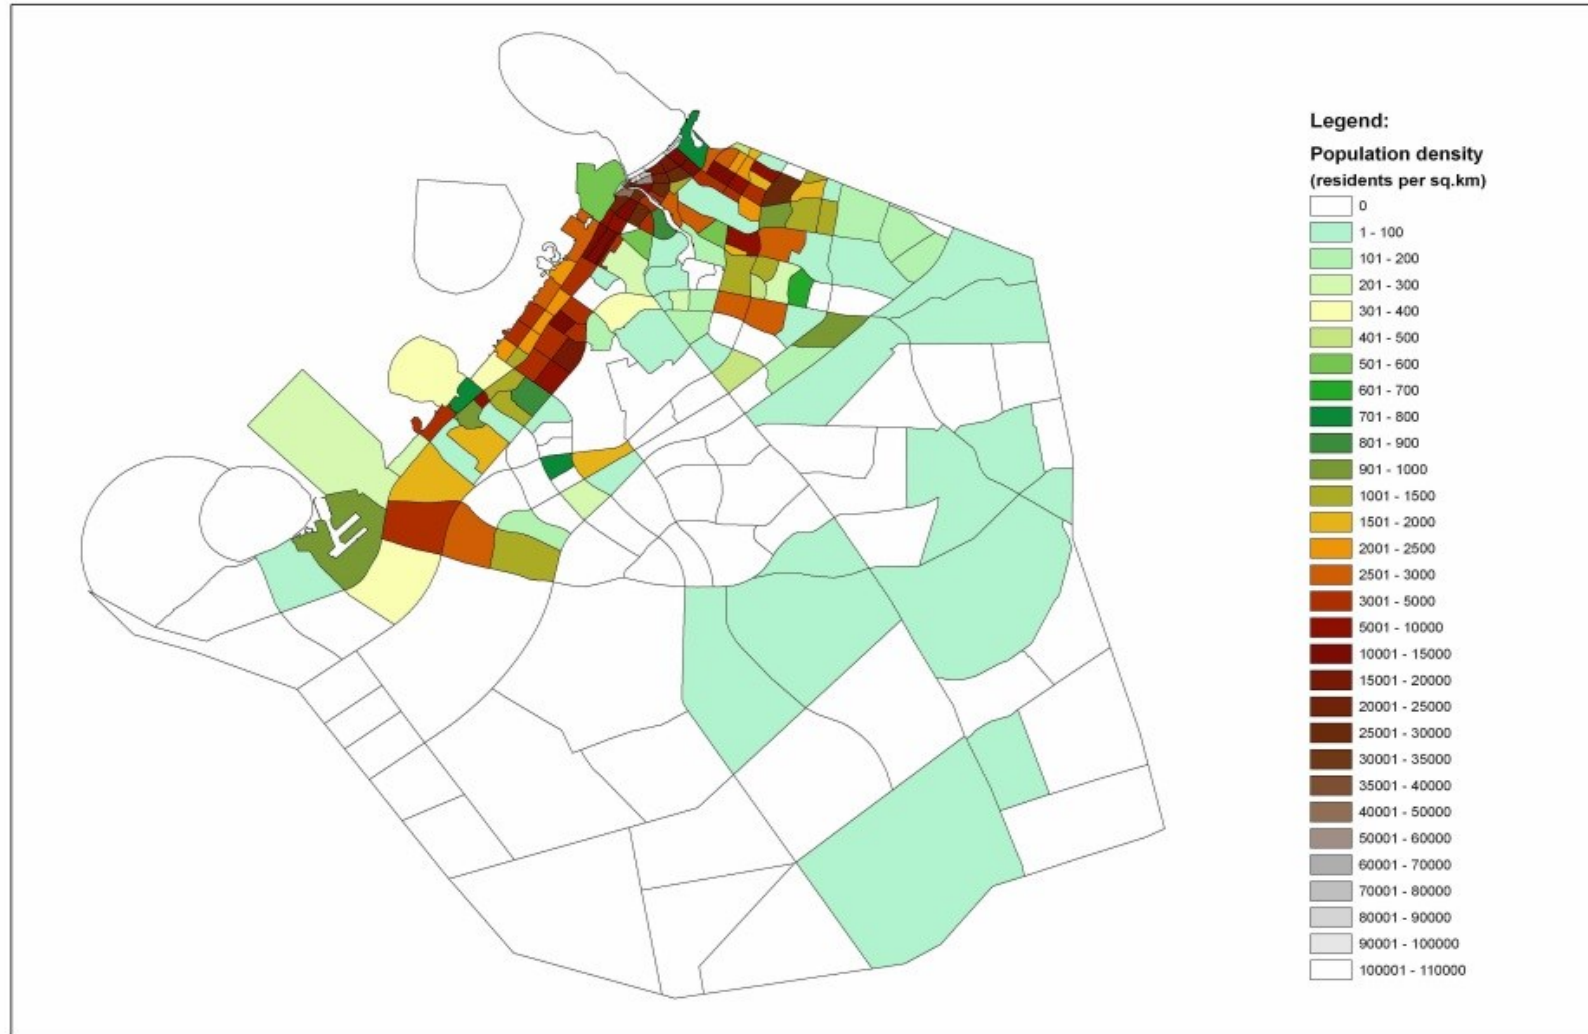 Legend:
Population density
(residents per sq.km)
0
1 - 100
101 - 200
201 - 300
301 - 400
401 - 500
501 - 600
601 - 700
701 - 800
801 - 900
901 - 1000
1001 - 1500
1501 - 2000
2001 - 2500
2501 - 3000
3001 - 5000
5001 - 10000
10001 - 15000
15001 - 20000
20001 - 25000
25001 - 30000
30001 - 35000
35001 - 40000
40001 - 50000
50001 - 60000
60001 - 70000
70001 - 80000
80001 - 90000
90001 - 100000
100001 - 110000